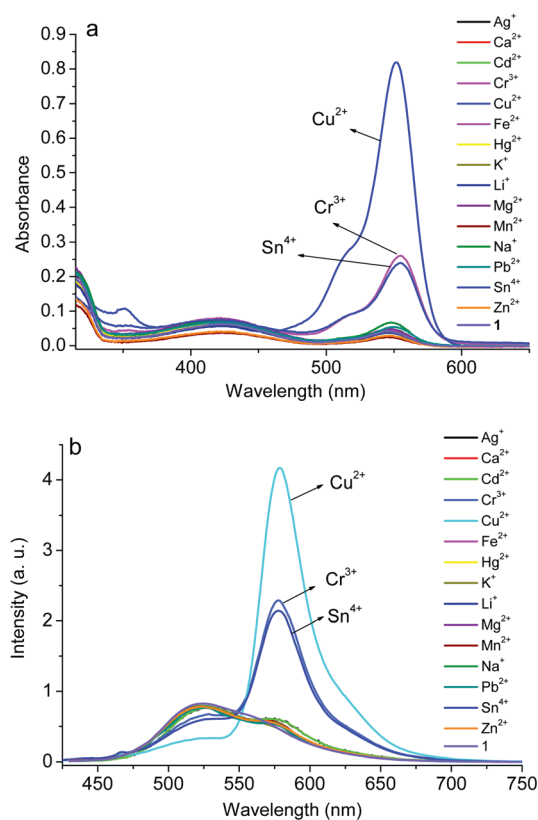 a
Ag⁺
Ca²⁺
Cd²⁺
Cr³⁺
Cu²⁺
Fe²⁺
Hg²⁺
K⁺
Li⁺
Mg²⁺
Mn²⁺
Na⁺
Pb²⁺
Sn⁴⁺
Zn²⁺
1
Cu²⁺
Cr³⁺
Sn⁴⁺
Absorbance
0.9
0.8
0.7
0.6
0.5
0.4
0.3
0.2
0.1
0.0
400 500 600
Wavelength (nm)
b
Ag⁺
Ca²⁺
Cd²⁺
Cr³⁺
Cu²⁺
Fe²⁺
Hg²⁺
K⁺
Li⁺
Mg²⁺
Mn²⁺
Na⁺
Pb²⁺
Sn⁴⁺
Zn²⁺
1
Cu²⁺
Cr³⁺
Sn⁴⁺
Intensity (a. u.)
4
3
2
1
0
450 500 550 600 650 700 750
Wavelength (nm)